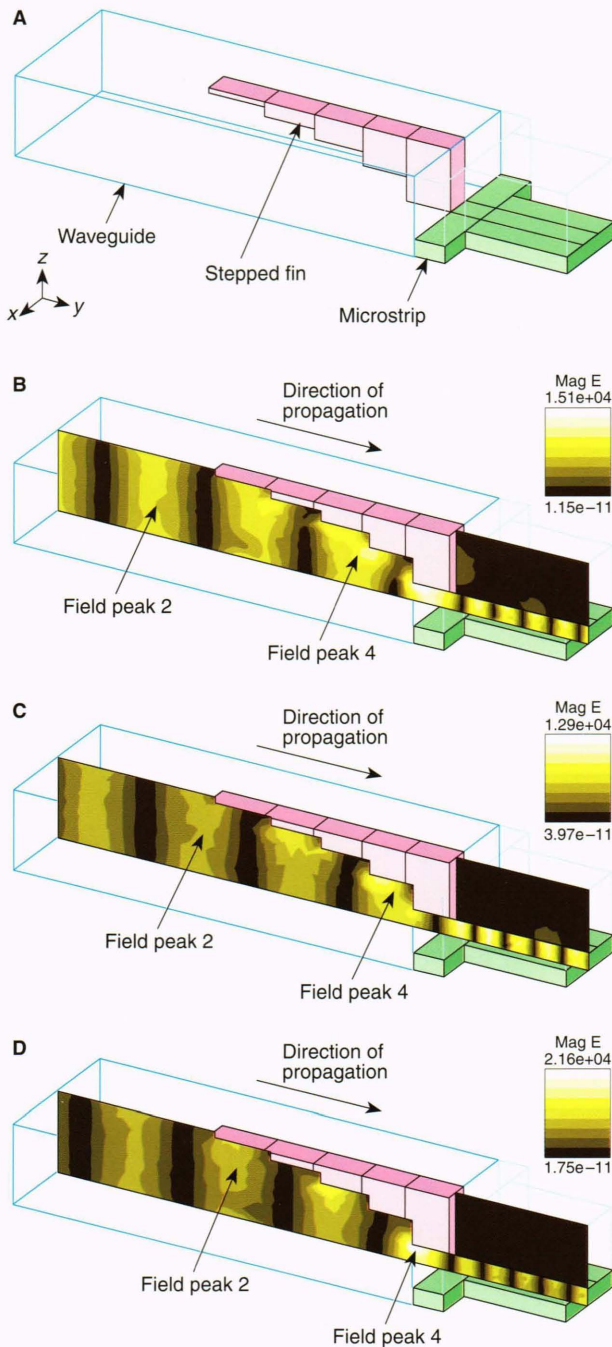 A
Waveguide
Stepped fin
Microstrip
z
x
y
B
Direction of
propagation
Mag E
1.51e+04
1.15e−11
Field peak 2
Field peak 4
C
Direction of
propagation
Mag E
1.29e+04
3.97e−11
Field peak 2
Field peak 4
D
Direction of
propagation
Mag E
2.16e+04
1.75e−11
Field peak 2
Field peak 4